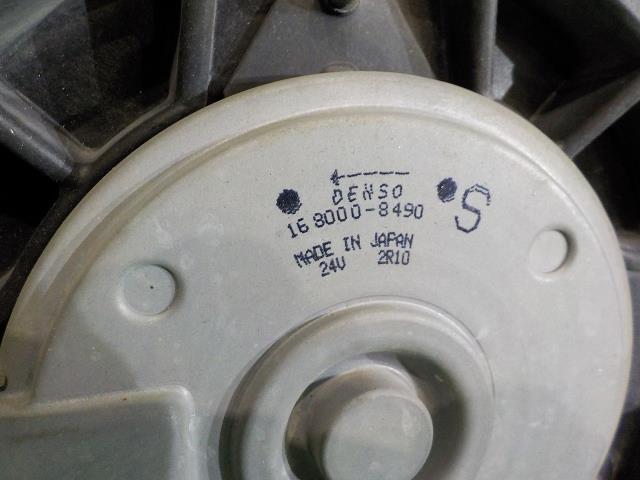 DENSO
168000-8490
S
MADE IN JAPAN
24V 2R10